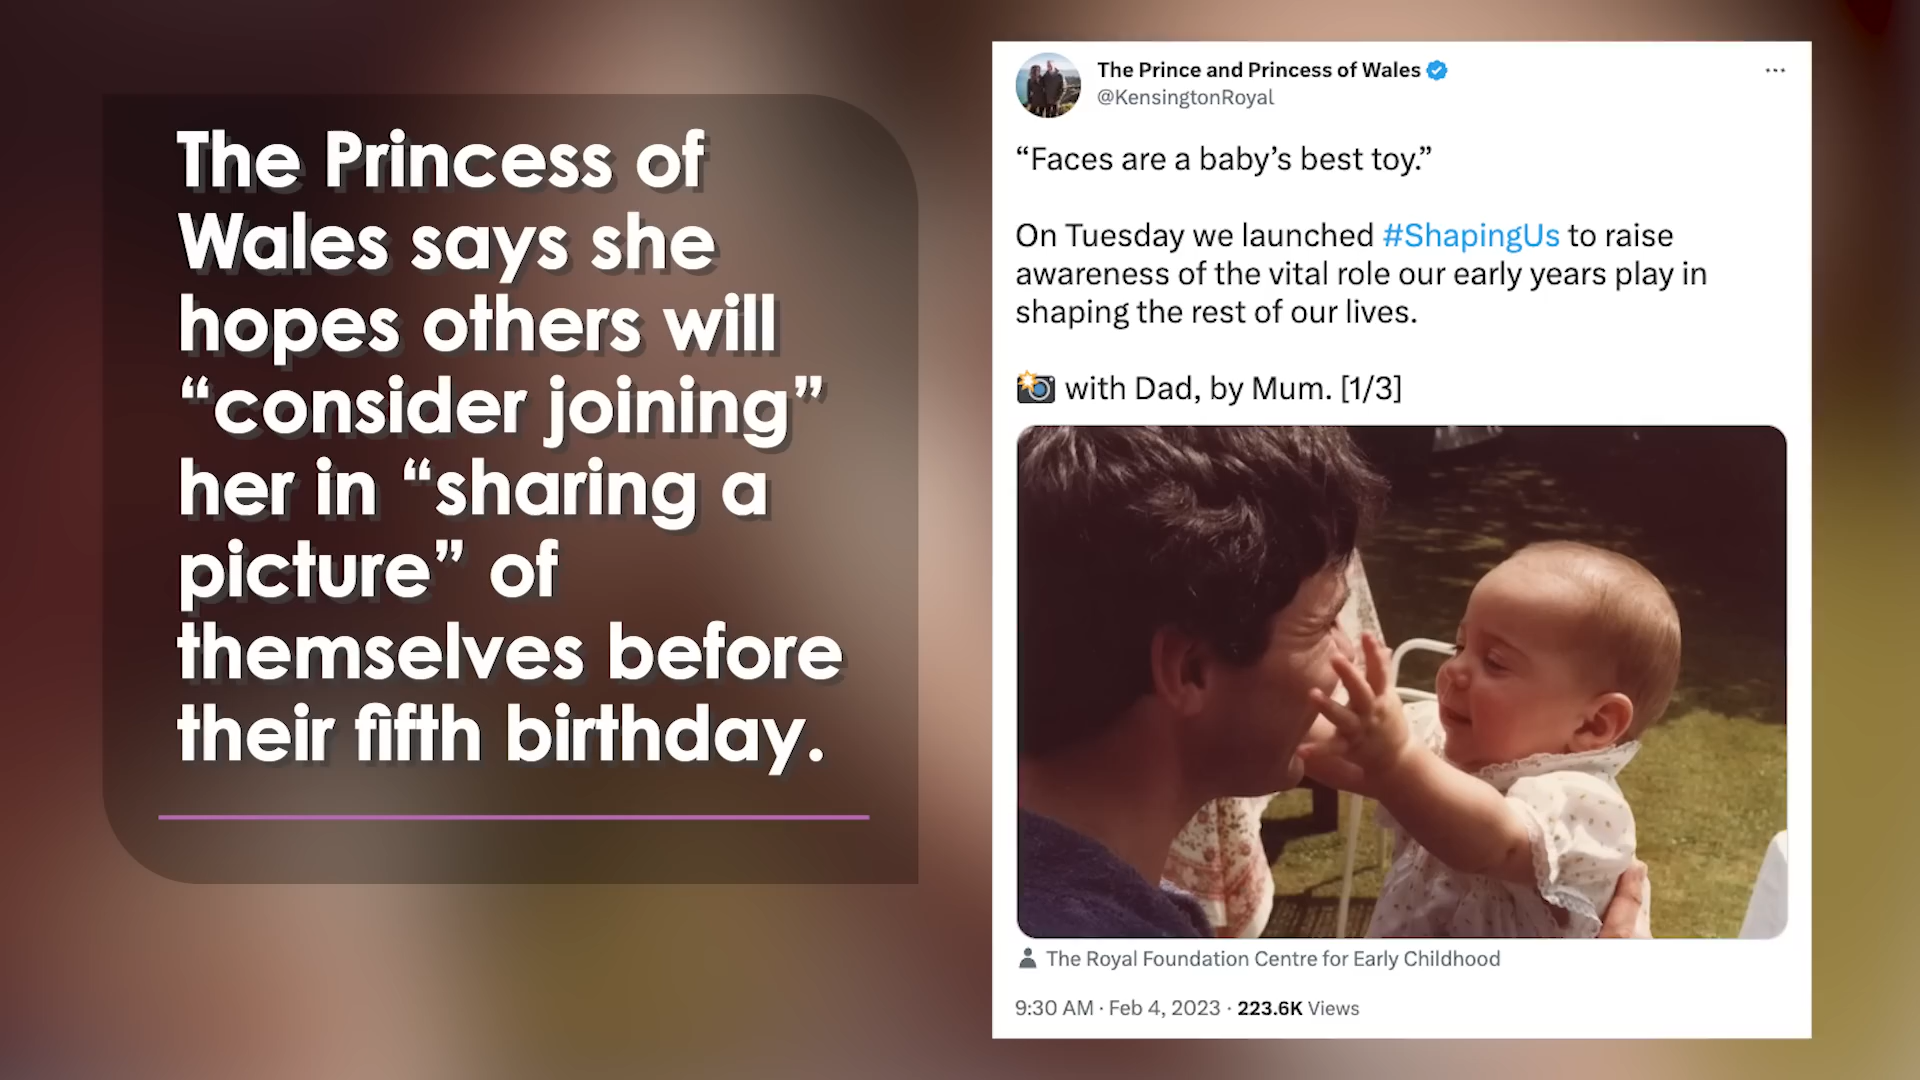 The Princess of
Wales says she
hopes others will
“consider joining”
her in “sharing a
picture” of
themselves before
their fifth birthday.
The Prince and Princess of Wales
@KensingtonRoyal
“Faces are a baby’s best toy.”
On Tuesday we launched #ShapingUs to raise
awareness of the vital role our early years play in
shaping the rest of our lives.
📸 with Dad, by Mum. [1/3]
The Royal Foundation Centre for Early Childhood
9:30 AM · Feb 4, 2023 · 223.6K Views